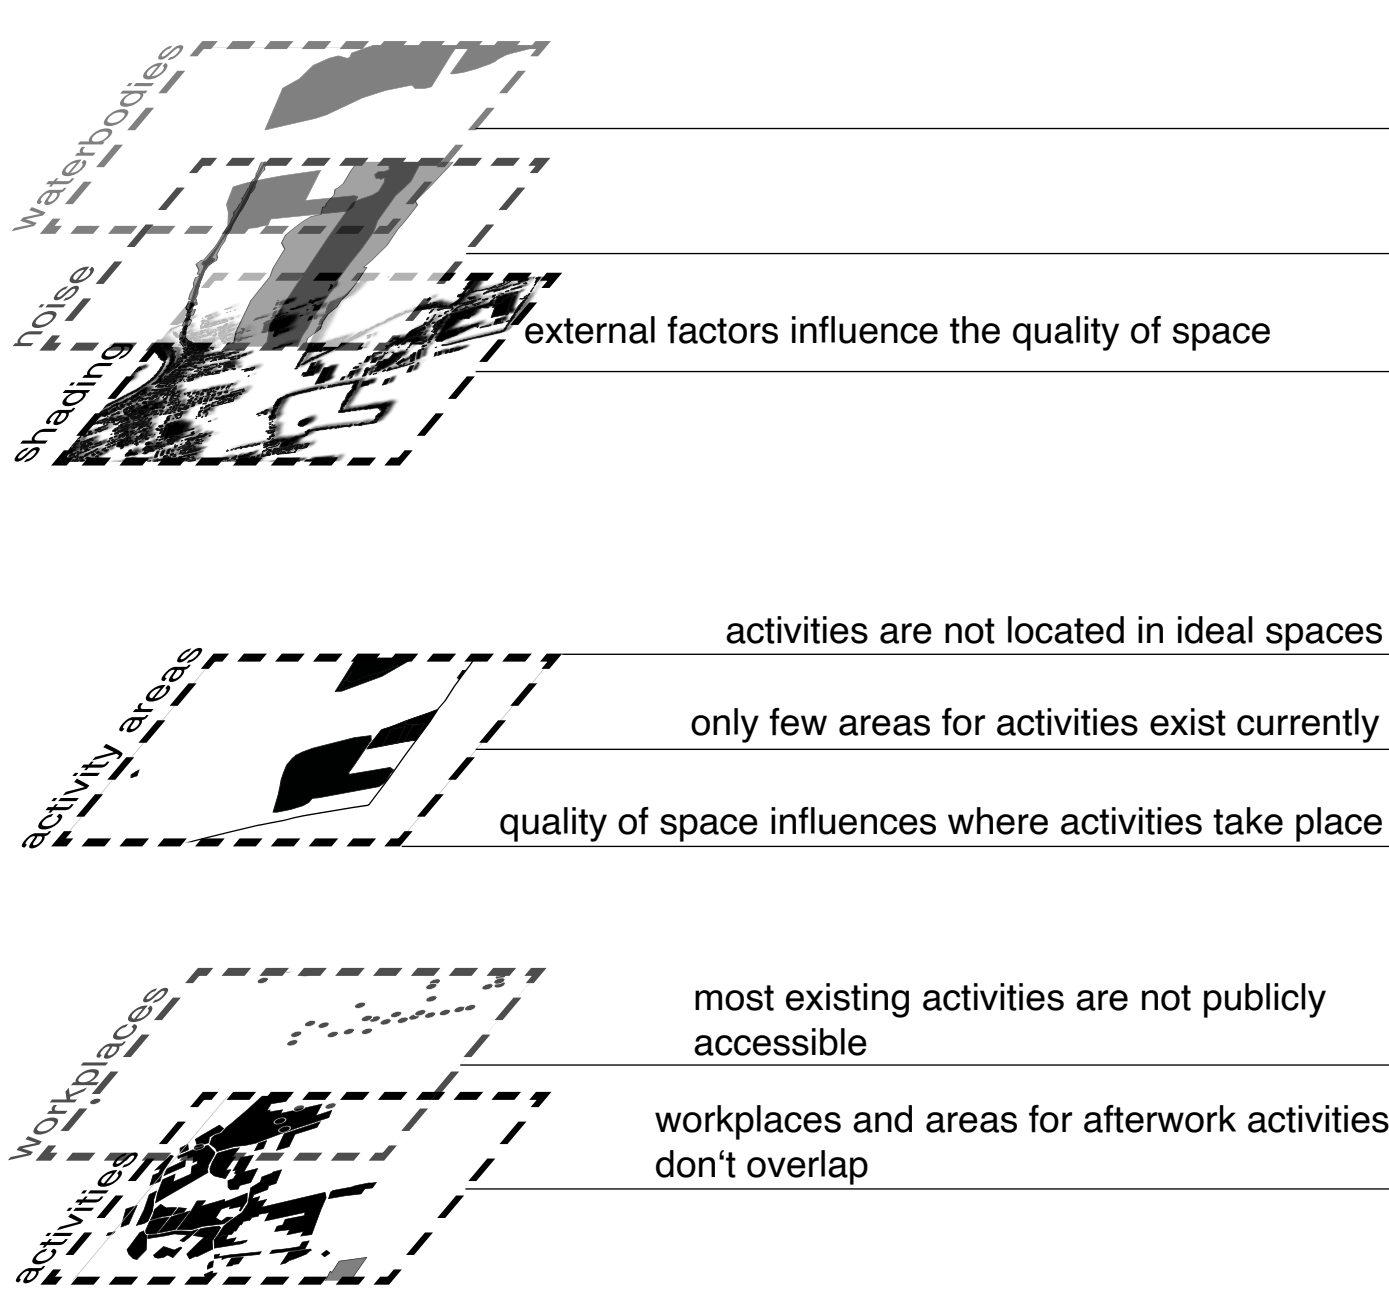 waterbodies
noise
shading
external factors influence the quality of space
activity areas
activities are not located in ideal spaces
only few areas for activities exist currently
quality of space influences where activities take place
workplaces
activities
most existing activities are not publicly
accessible
workplaces and areas for afterwork activities
don‘t overlap